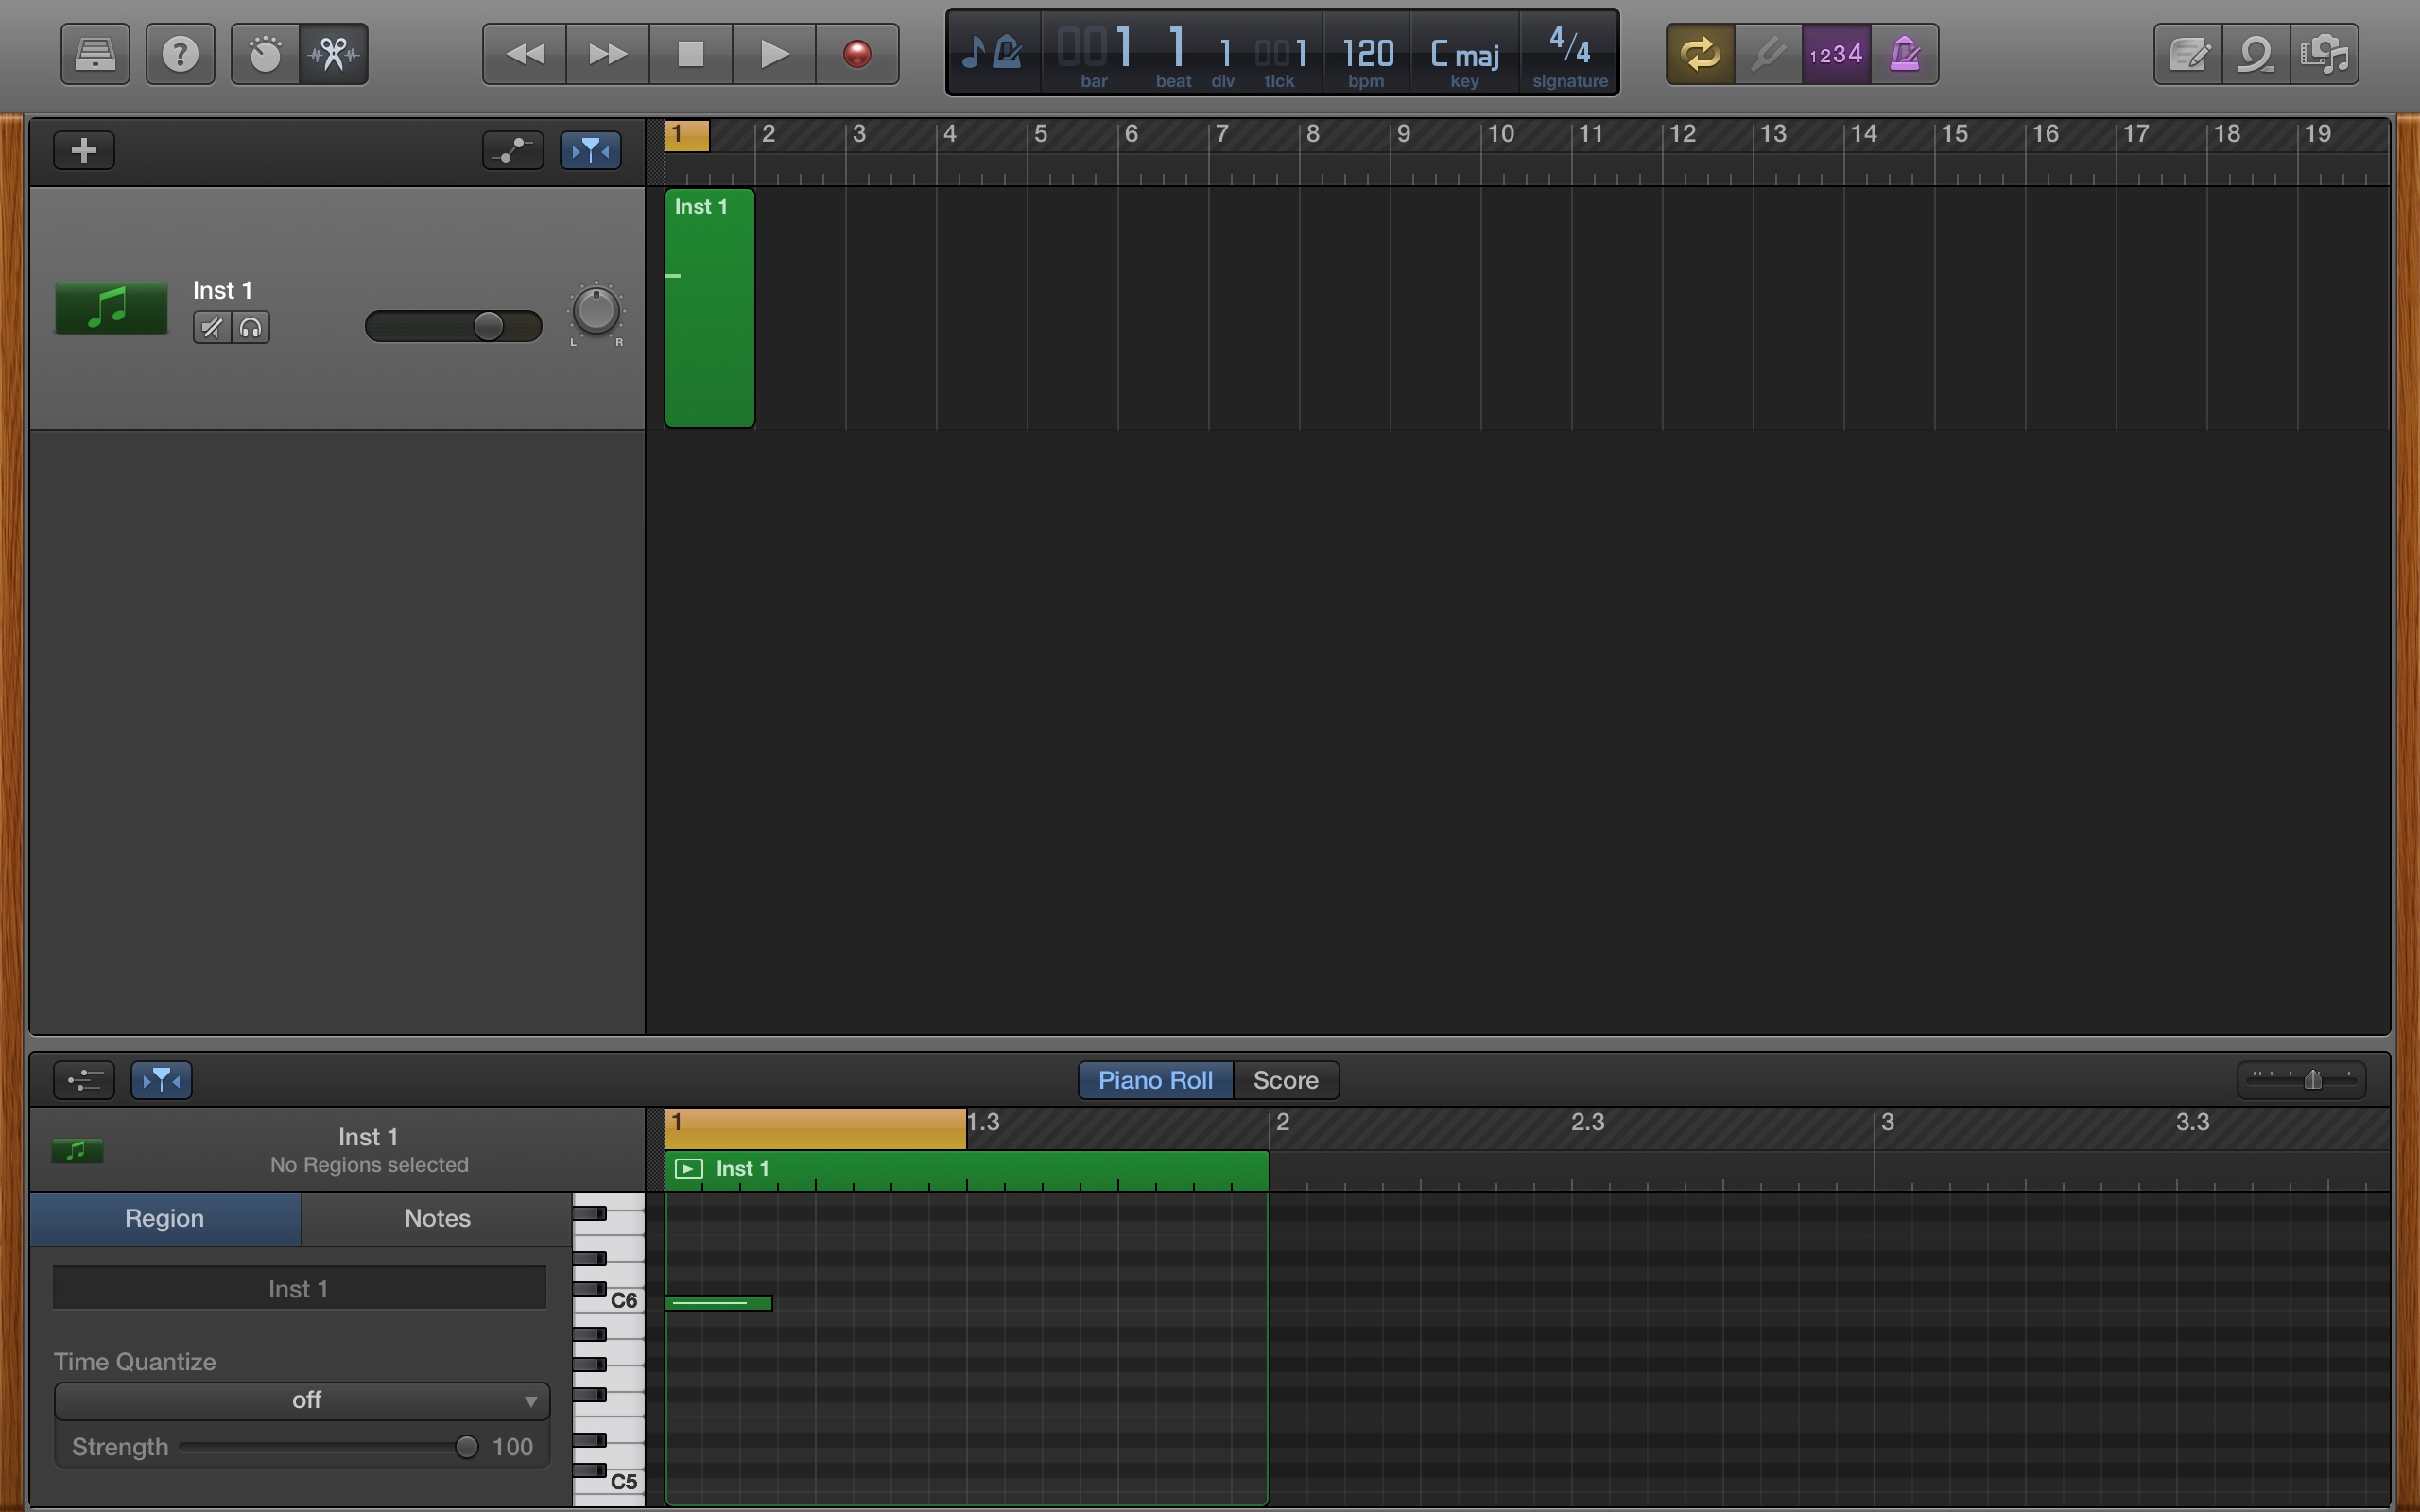 001 1 1 001 120 C maj 4/4
bar beat div tick bpm key signature
1234
1 2 3 4 5 6 7 8 9 10 11 12 13 14 15 16 17 18 19
Inst 1
Inst 1
L R
Piano Roll Score
1 1.3 2 2.3 3 3.3
Inst 1
No Regions selected
Inst 1
Region Notes
Inst 1
C6
Time Quantize
off
Strength 100
C5